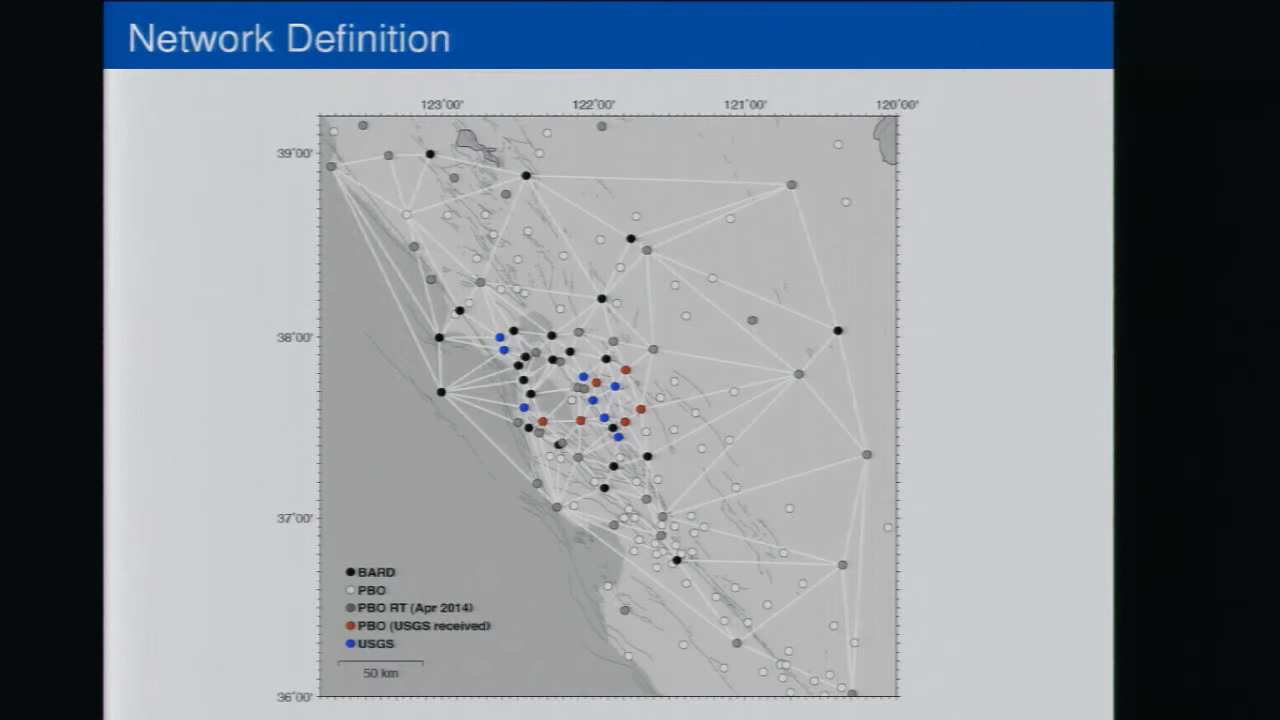 Network Definition
123°00' 122°00' 121°00' 120°00'
39°00'
38°00'
37°00'
36°00'
BARD
PBO
PBO RT (Apr 2014)
PBO (USGS received)
USGS
50 km